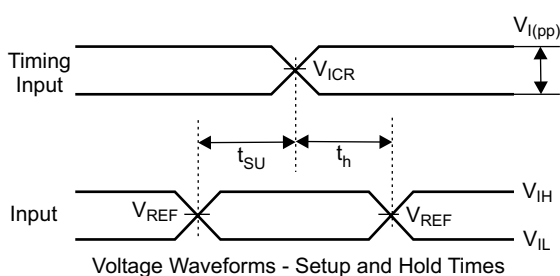 V_I(pp)
Timing
Input
V_ICR
t_SU
t_h
Input
V_REF
V_REF
V_IH
V_IL
Voltage Waveforms - Setup and Hold Times